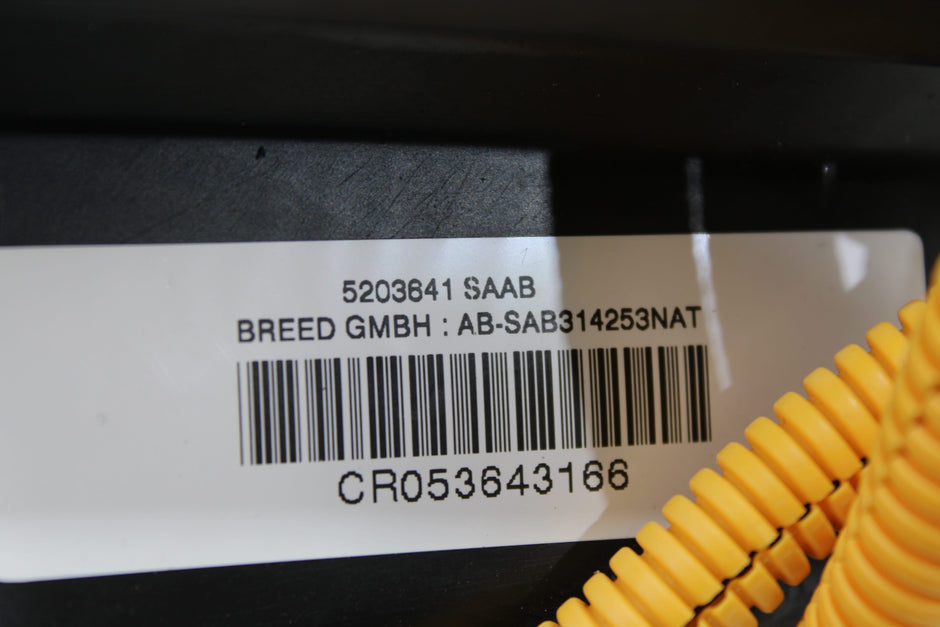 5203641 SAAB
BREED GMBH : AB-SAB314253NAT
CR053643166